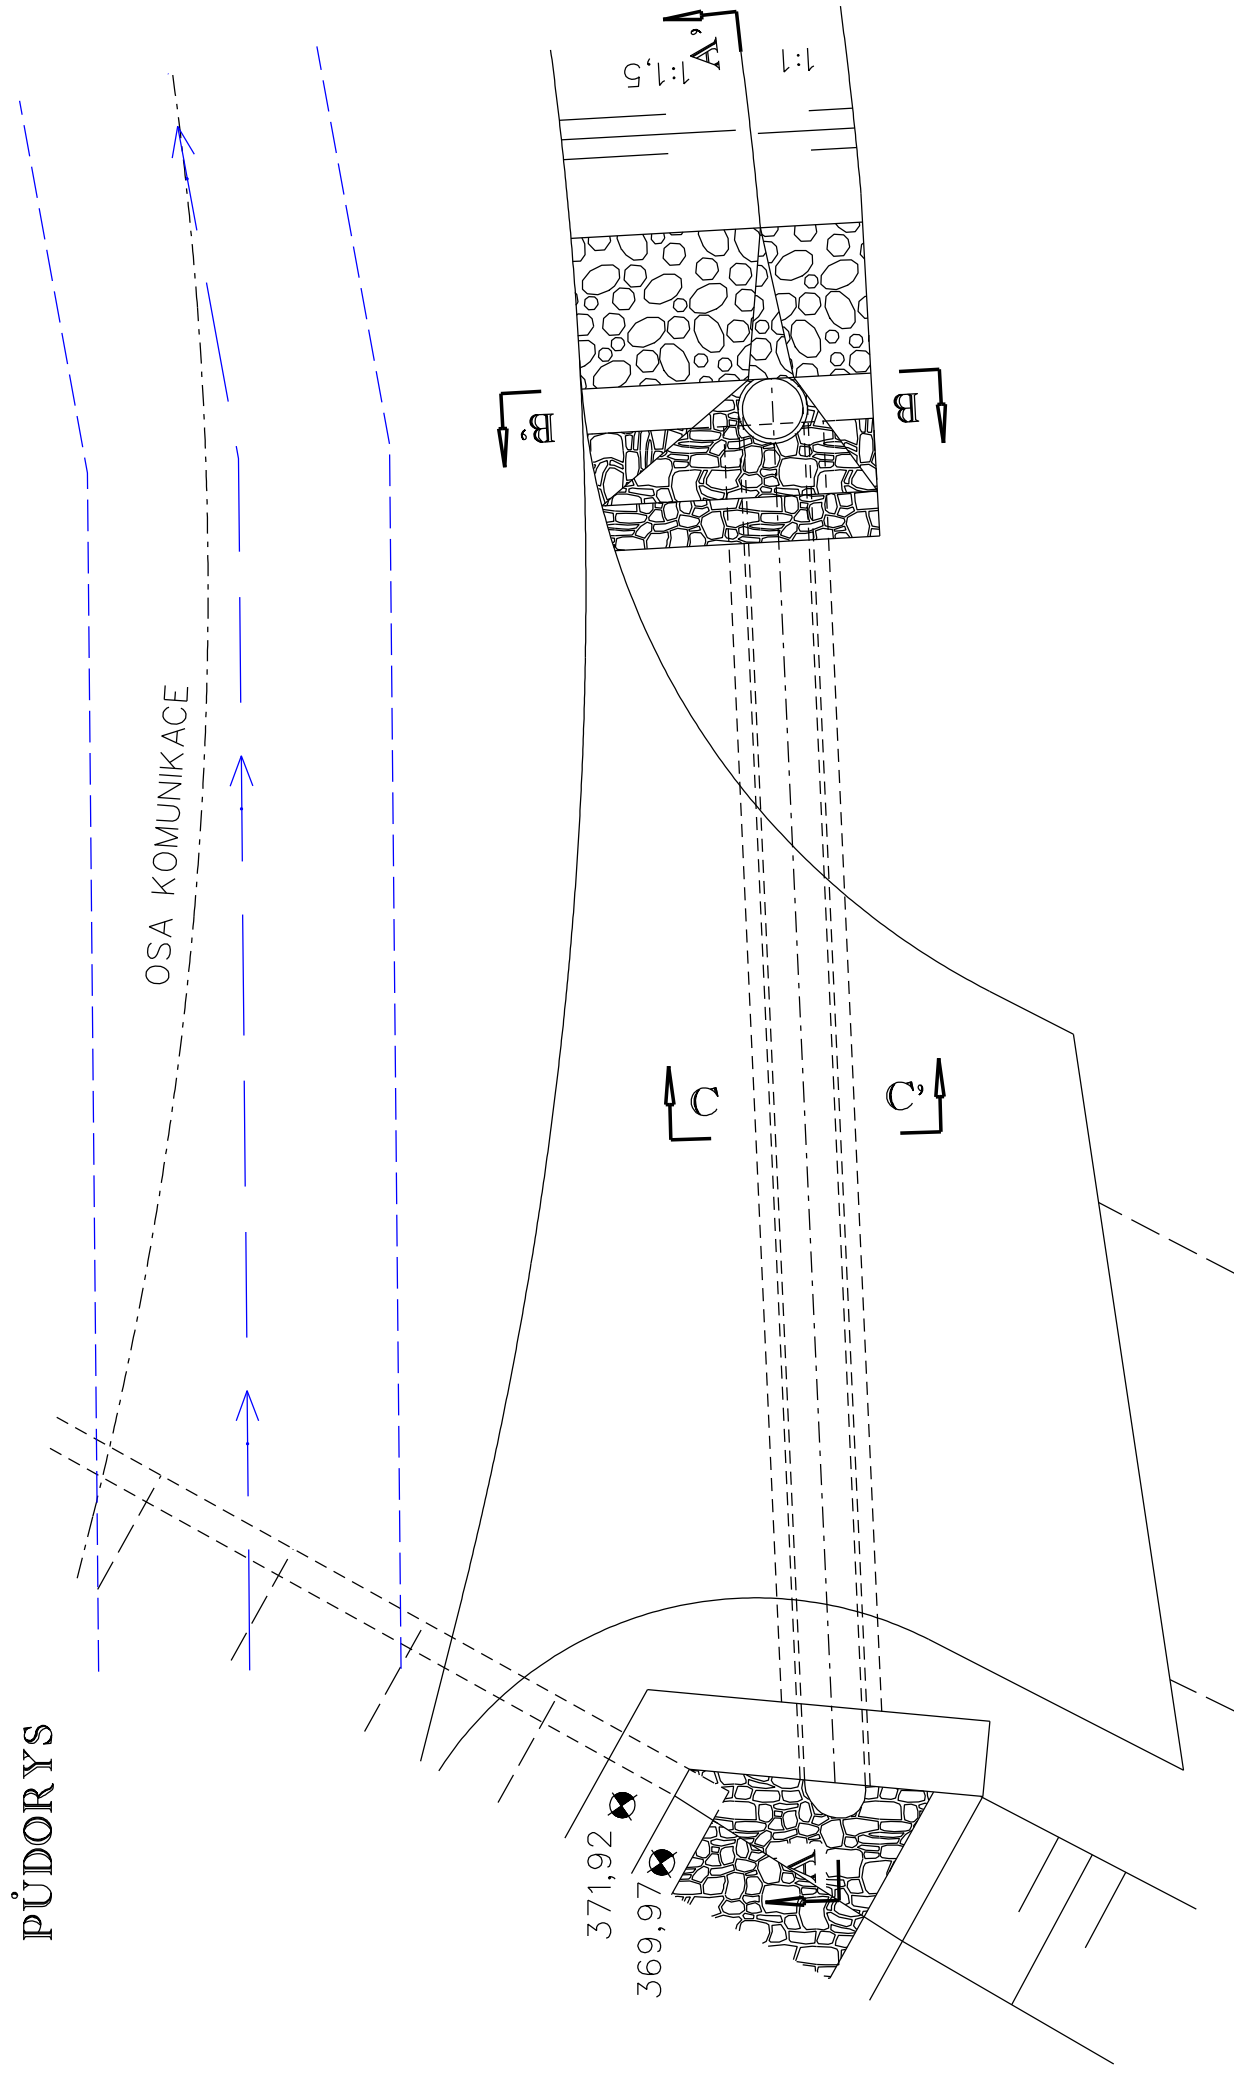 PŮDORYS
OSA KOMUNIKACE
371,92
369,97
A
A'
1:1,5
1:1
B'
B
C
C'